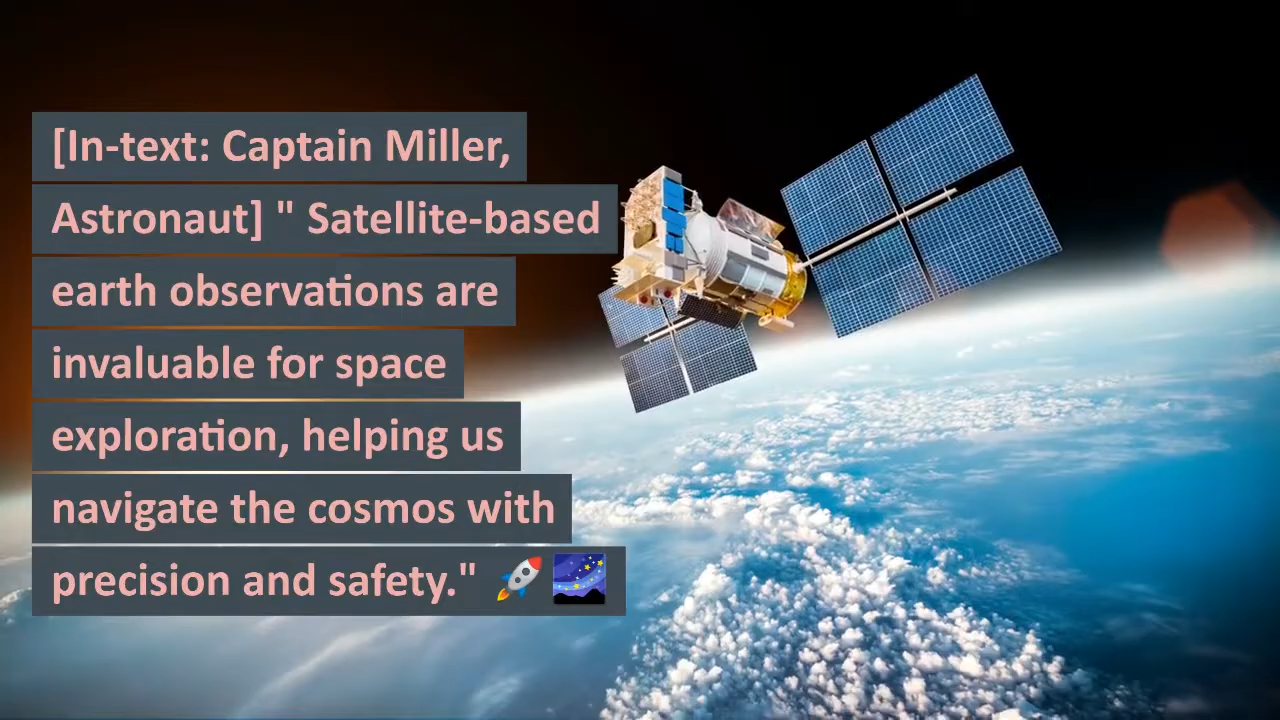 [In-text: Captain Miller,
Astronaut] " Satellite-based
earth observations are
invaluable for space
exploration, helping us
navigate the cosmos with
precision and safety." 🚀 🌌